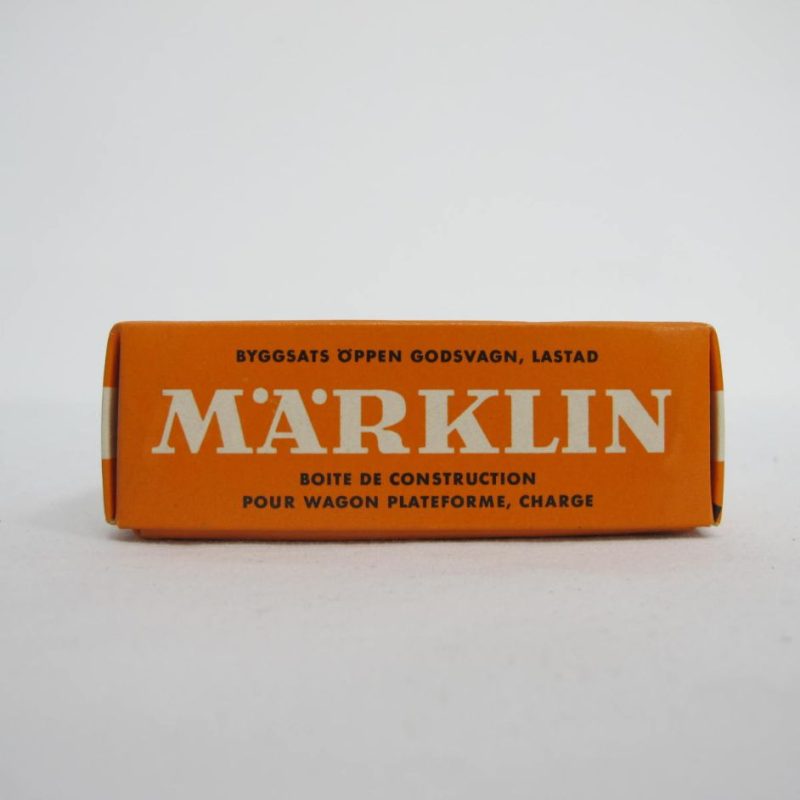 BYGGSATS ÖPPEN GODSVAGN, LASTAD
MÄRKLIN
BOITE DE CONSTRUCTION
POUR WAGON PLATEFORME, CHARGE